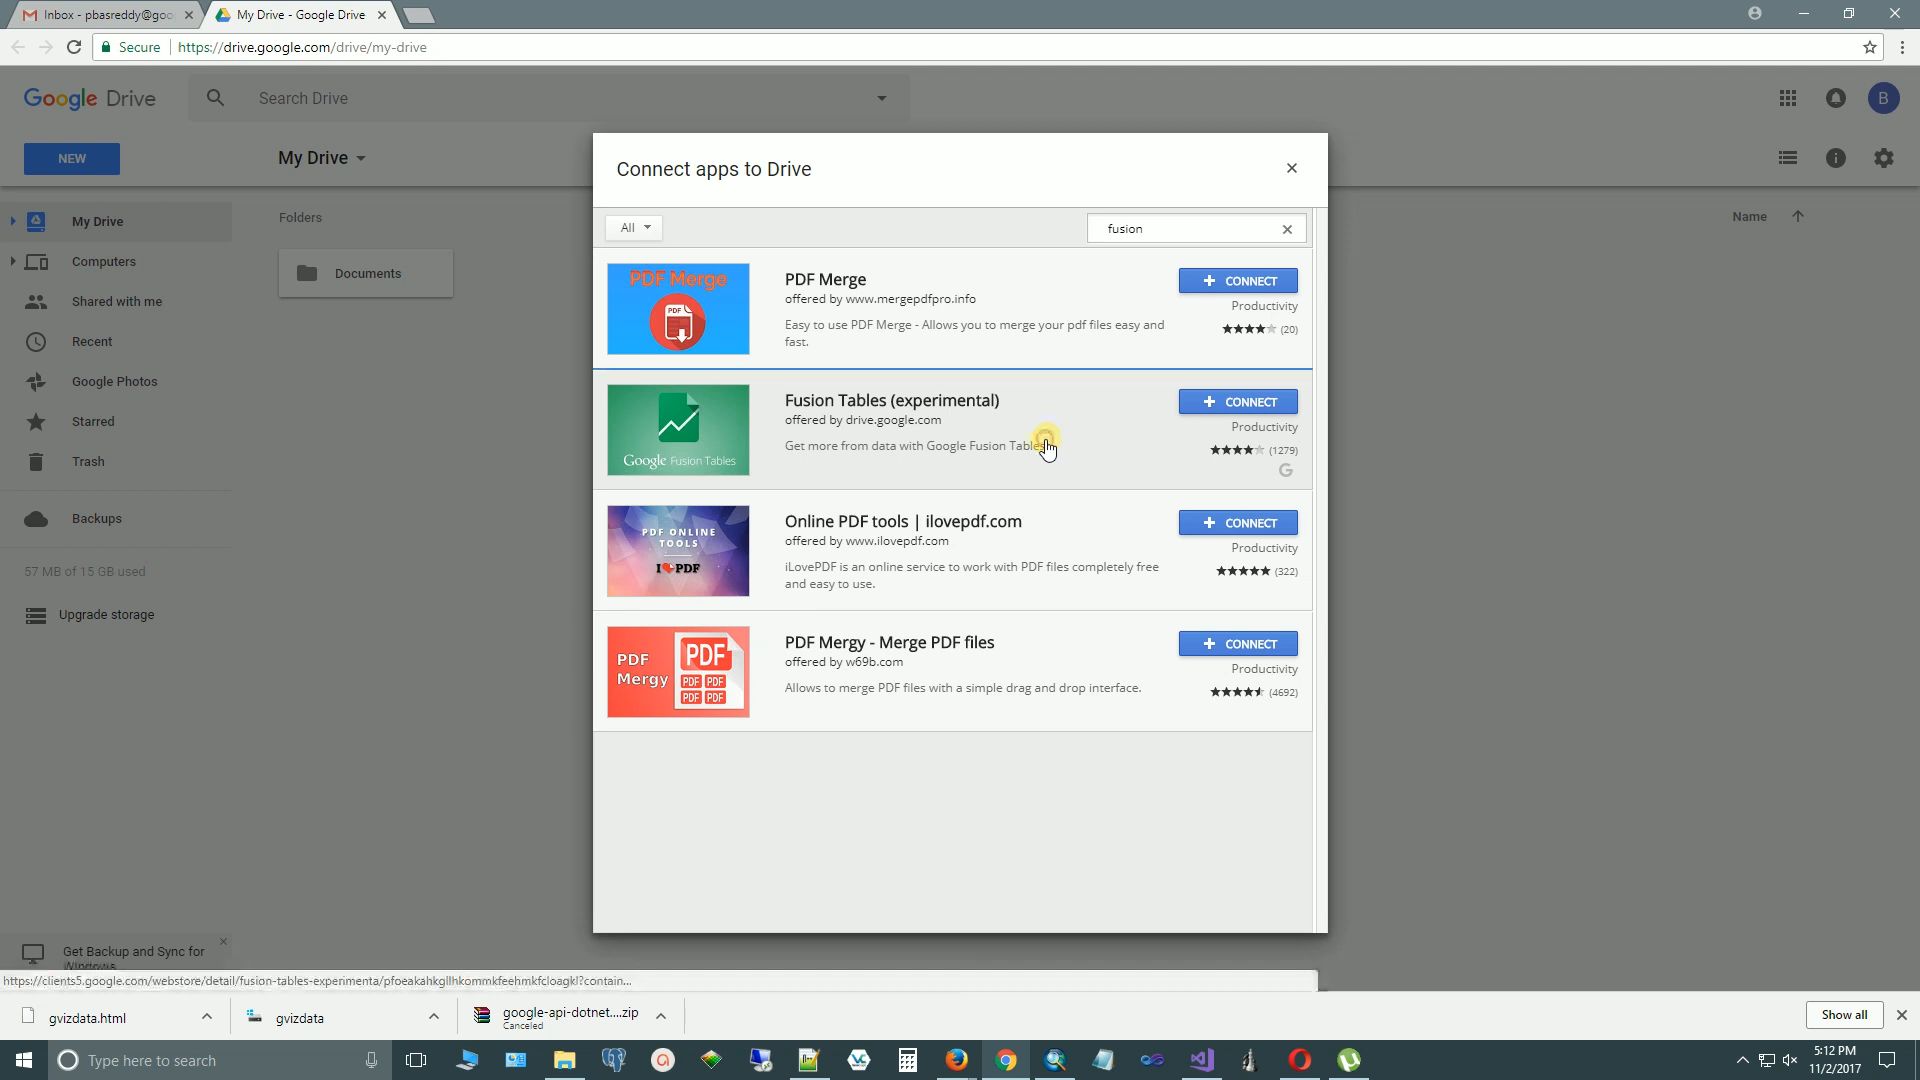 Inbox - pbasreddy@goo
My Drive - Google Drive
Secure
https://drive.google.com/drive/my-drive
Google Drive
Search Drive
B
NEW
My Drive
My Drive
Computers
Shared with me
Recent
Google Photos
Starred
Trash
Backups
57 MB of 15 GB used
Upgrade storage
Get Backup and Sync for
Windows
Folders
Documents
Name
Connect apps to Drive
All
fusion
PDF Merge
PDF
PDF Merge
offered by www.mergepdfpro.info
Easy to use PDF Merge - Allows you to merge your pdf files easy and
fast.
CONNECT
Productivity
(20)
Google Fusion Tables
Fusion Tables (experimental)
offered by drive.google.com
Get more from data with Google Fusion Tables
CONNECT
Productivity
(1279)
G
PDF ONLINE
TOOLS
I PDF
Online PDF tools | ilovepdf.com
offered by www.ilovepdf.com
iLovePDF is an online service to work with PDF files completely free
and easy to use.
CONNECT
Productivity
(322)
PDF
Mergy
PDF
PDF PDF
PDF PDF
PDF Mergy - Merge PDF files
offered by w69b.com
Allows to merge PDF files with a simple drag and drop interface.
CONNECT
Productivity
(4692)
https://clients5.google.com/webstore/detail/fusion-tables-experimenta/pfoeakahkgllhkommkfeehmkfcloagkl?contain...
gvizdata.html
gvizdata
google-api-dotnet....zip
Canceled
Show all
Type here to search
5:12 PM
11/2/2017